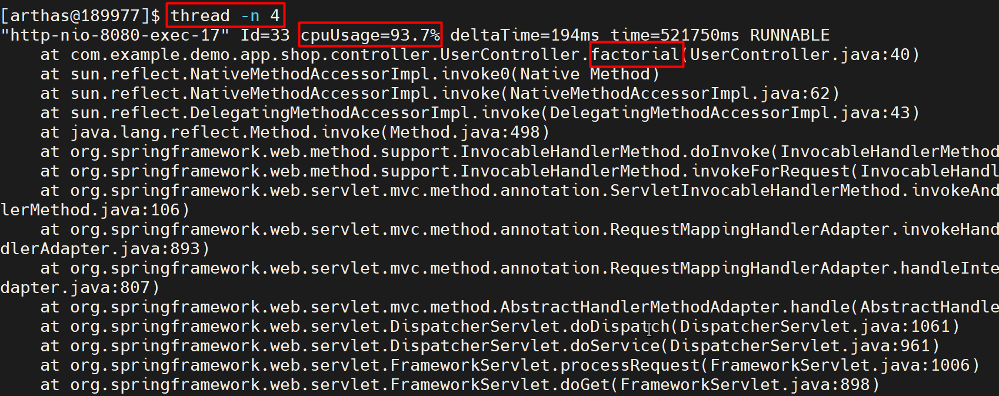 [arthas@189977]$ thread -n 4
"http-nio-8080-exec-17" Id=33 cpuUsage=93.7% deltaTime=194ms time=521750ms RUNNABLE
    at com.example.demo.app.shop.controller.UserController.factorial(UserController.java:40)
    at sun.reflect.NativeMethodAccessorImpl.invoke0(Native Method)
    at sun.reflect.NativeMethodAccessorImpl.invoke(NativeMethodAccessorImpl.java:62)
    at sun.reflect.DelegatingMethodAccessorImpl.invoke(DelegatingMethodAccessorImpl.java:43)
    at java.lang.reflect.Method.invoke(Method.java:498)
    at org.springframework.web.method.support.InvocableHandlerMethod.doInvoke(InvocableHandlerMethod
    at org.springframework.web.method.support.InvocableHandlerMethod.invokeForRequest(InvocableHandl
    at org.springframework.web.servlet.mvc.method.annotation.ServletInvocableHandlerMethod.invokeAnd
lerMethod.java:106)
    at org.springframework.web.servlet.mvc.method.annotation.RequestMappingHandlerAdapter.invokeHand
dlerAdapter.java:893)
    at org.springframework.web.servlet.mvc.method.annotation.RequestMappingHandlerAdapter.handleInte
dapter.java:807)
    at org.springframework.web.servlet.mvc.method.AbstractHandlerMethodAdapter.handle(AbstractHandle
    at org.springframework.web.servlet.DispatcherServlet.doDispatch(DispatcherServlet.java:1061)
    at org.springframework.web.servlet.DispatcherServlet.doService(DispatcherServlet.java:961)
    at org.springframework.web.servlet.FrameworkServlet.processRequest(FrameworkServlet.java:1006)
    at org.springframework.web.servlet.FrameworkServlet.doGet(FrameworkServlet.java:898)